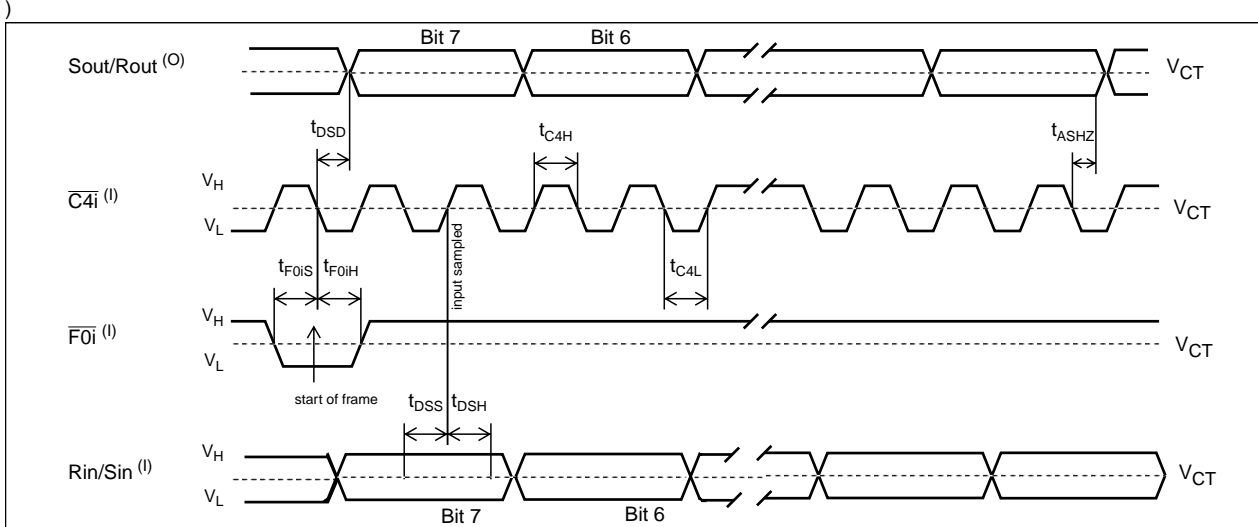 )
Bit 7
Bit 6
Sout/Rout (O)
VCT
tDSD
tC4H
tASHZ
VH
C4i (I)
VL
VCT
input sampled
tF0iS
tF0iH
tC4L
VH
F0i (I)
VL
VCT
start of frame
tDSS
tDSH
VH
Rin/Sin (I)
VL
VCT
Bit 7
Bit 6